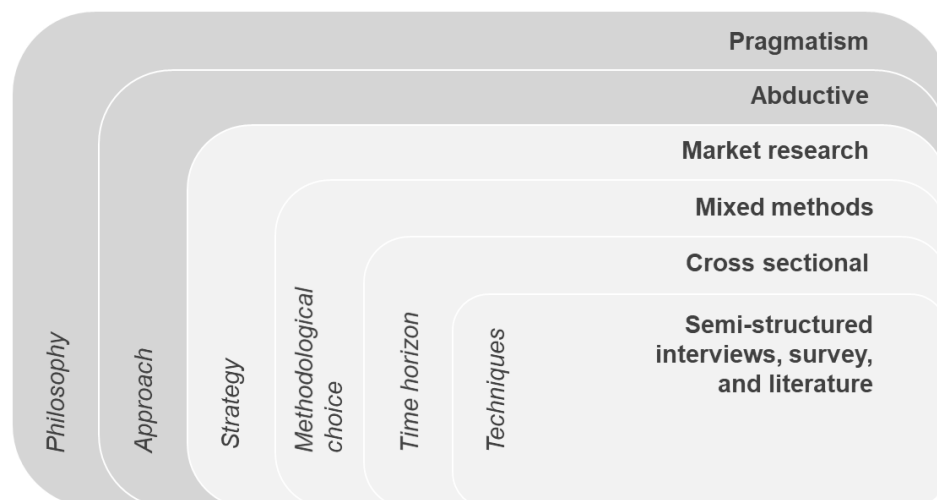 Pragmatism
Abductive
Market research
Mixed methods
Cross sectional
Semi-structured
interviews, survey,
and literature
Philosophy
Approach
Strategy
Methodological
choice
Time horizon
Techniques